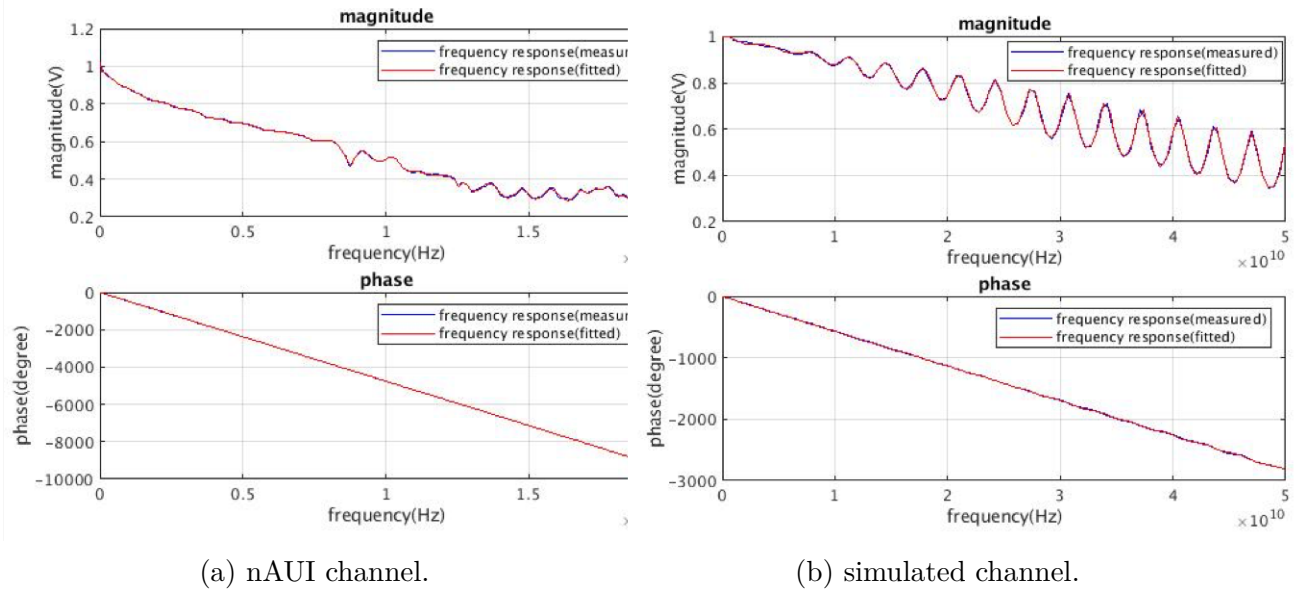 magnitude
1.2
1
0.8
0.6
0.4
0.2
magnitude(V)
frequency response(measur
frequency response(fitted)
0
0.5
1
1.5
frequency(Hz)
phase
0
-2000
-4000
-6000
-8000
-10000
phase(degree)
frequency response(measur
frequency response(fitted)
0
0.5
1
1.5
frequency(Hz)
(a) nAUI channel.
magnitude
1
0.8
0.6
0.4
0.2
magnitude(V)
frequency response(measured)
frequency response(fitted)
0
1
2
3
4
5
frequency(Hz)
×10^10
phase
0
-1000
-2000
-3000
phase(degree)
frequency response(measured)
frequency response(fitted)
0
1
2
3
4
5
frequency(Hz)
×10^10
(b) simulated channel.